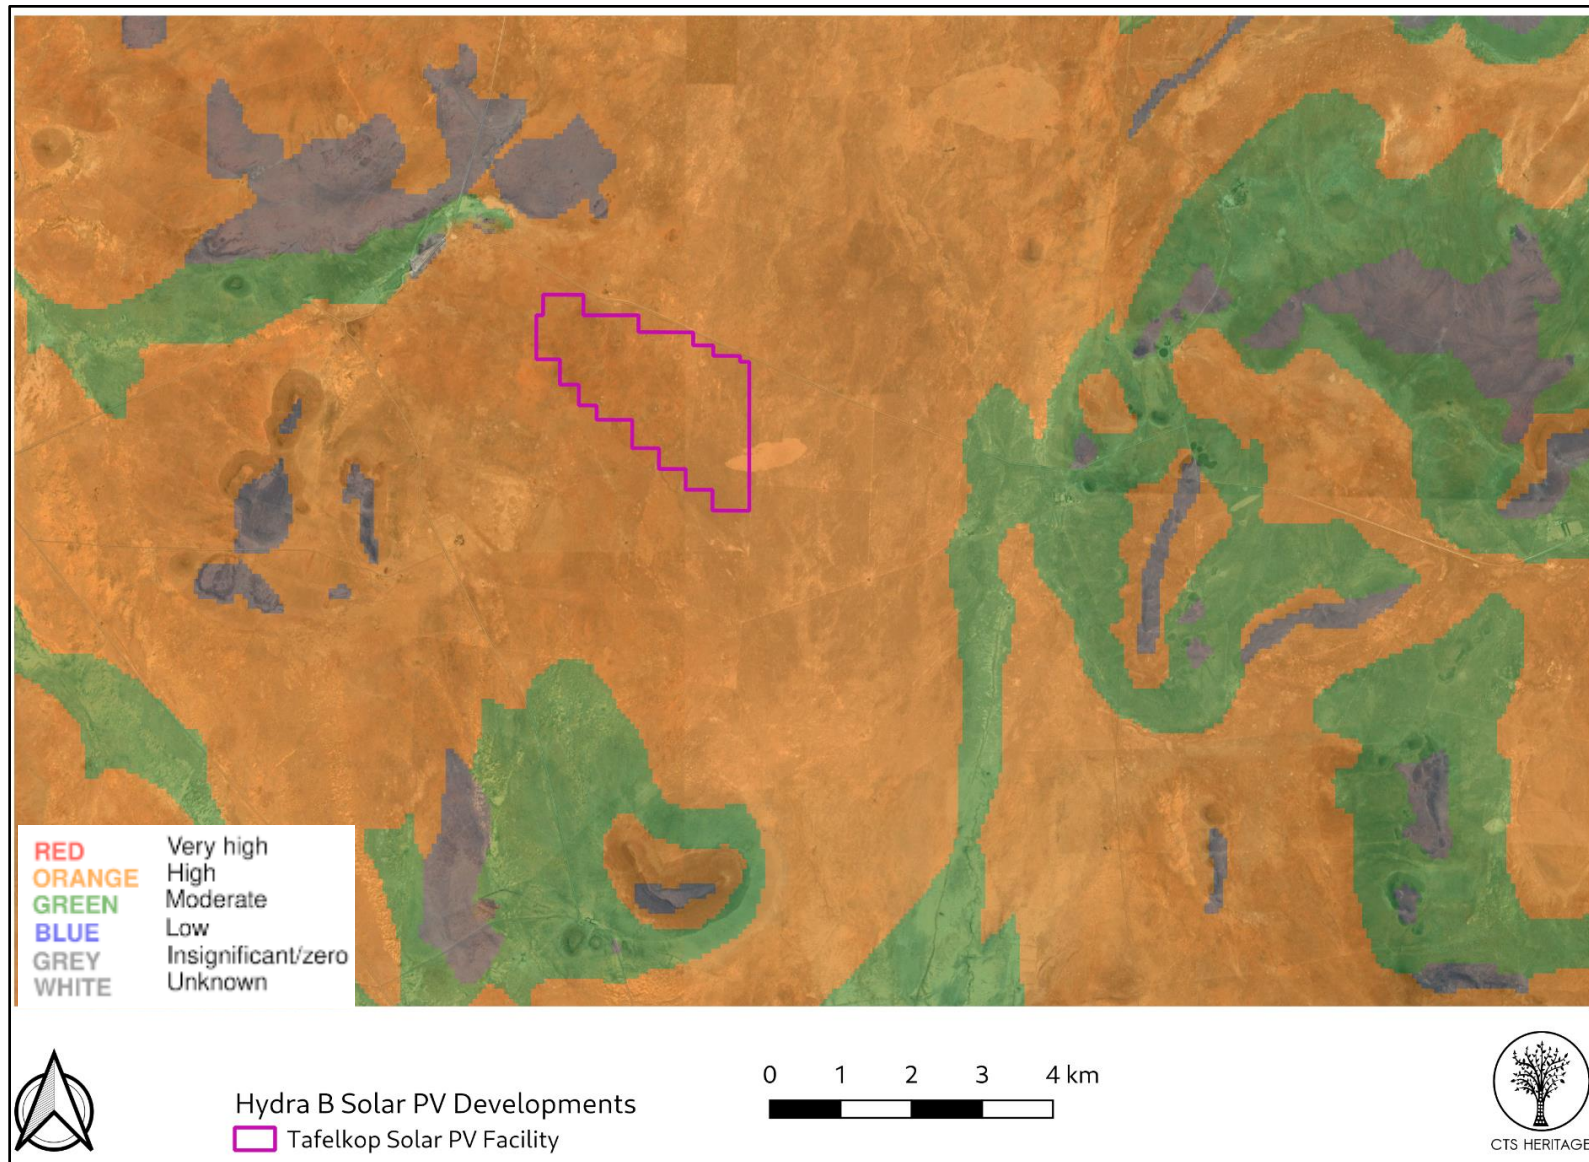 RED Very high
ORANGE High
GREEN Moderate
BLUE Low
GREY Insignificant/zero
WHITE Unknown
0 1 2 3 4 km
Hydra B Solar PV Developments
Tafelkop Solar PV Facility
CTS HERITAGE